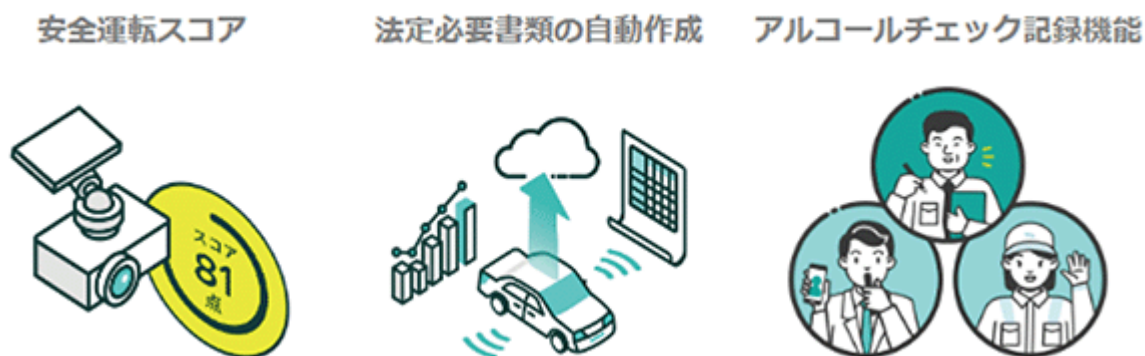 安全運転スコア
法定必要書類の自動作成
アルコールチェック記録機能
スコア
81
点